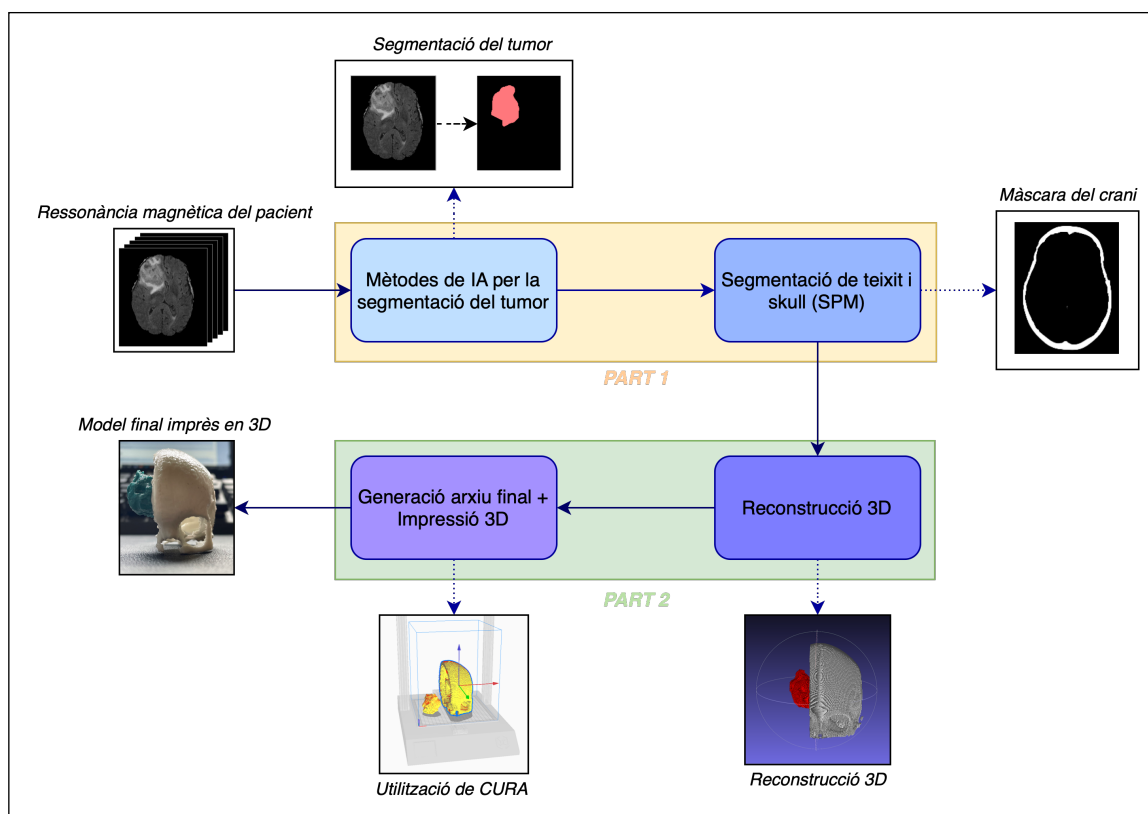 Segmentació del tumor
Ressonància magnètica del pacient
Màscara del crani
Mètodes de IA per la
segmentació del tumor
Segmentació de teixit i
skull (SPM)
PART 1
Model final imprès en 3D
Generació arxiu final +
Impressió 3D
Reconstrucció 3D
PART 2
Utilització de CURA
Reconstrucció 3D